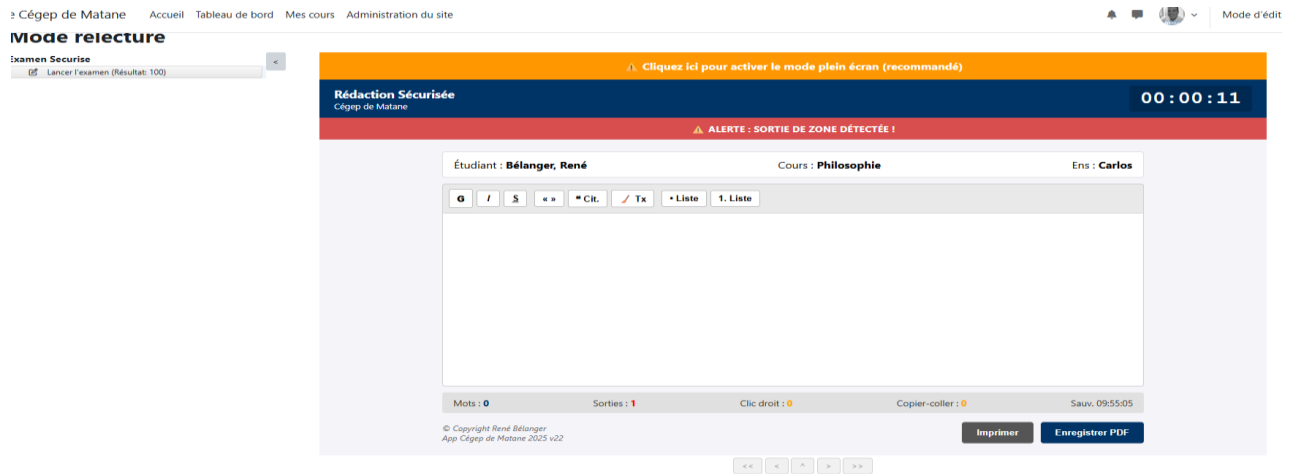 e Cégep de Matane Accueil Tableau de bord Mes cours Administration du site Mode d'édit
Mode relecture
Examen Securise
<
Lancer l'examen (Résultat: 100)
⚠ Cliquez ici pour activer le mode plein écran (recommandé)
Rédaction Sécurisée
Cégep de Matane
00:00:11
⚠ ALERTE : SORTIE DE ZONE DÉTECTÉE !
Étudiant : Bélanger, René Cours : Philosophie Ens : Carlos
G I S « » ❝ Cit. Tx • Liste 1. Liste
Mots : 0 Sorties : 1 Clic droit : 0 Copier-coller : 0 Sauv. 09:55:05
© Copyright René Bélanger
App Cégep de Matane 2025 v22
Imprimer Enregistrer PDF
<< < ^ > >>